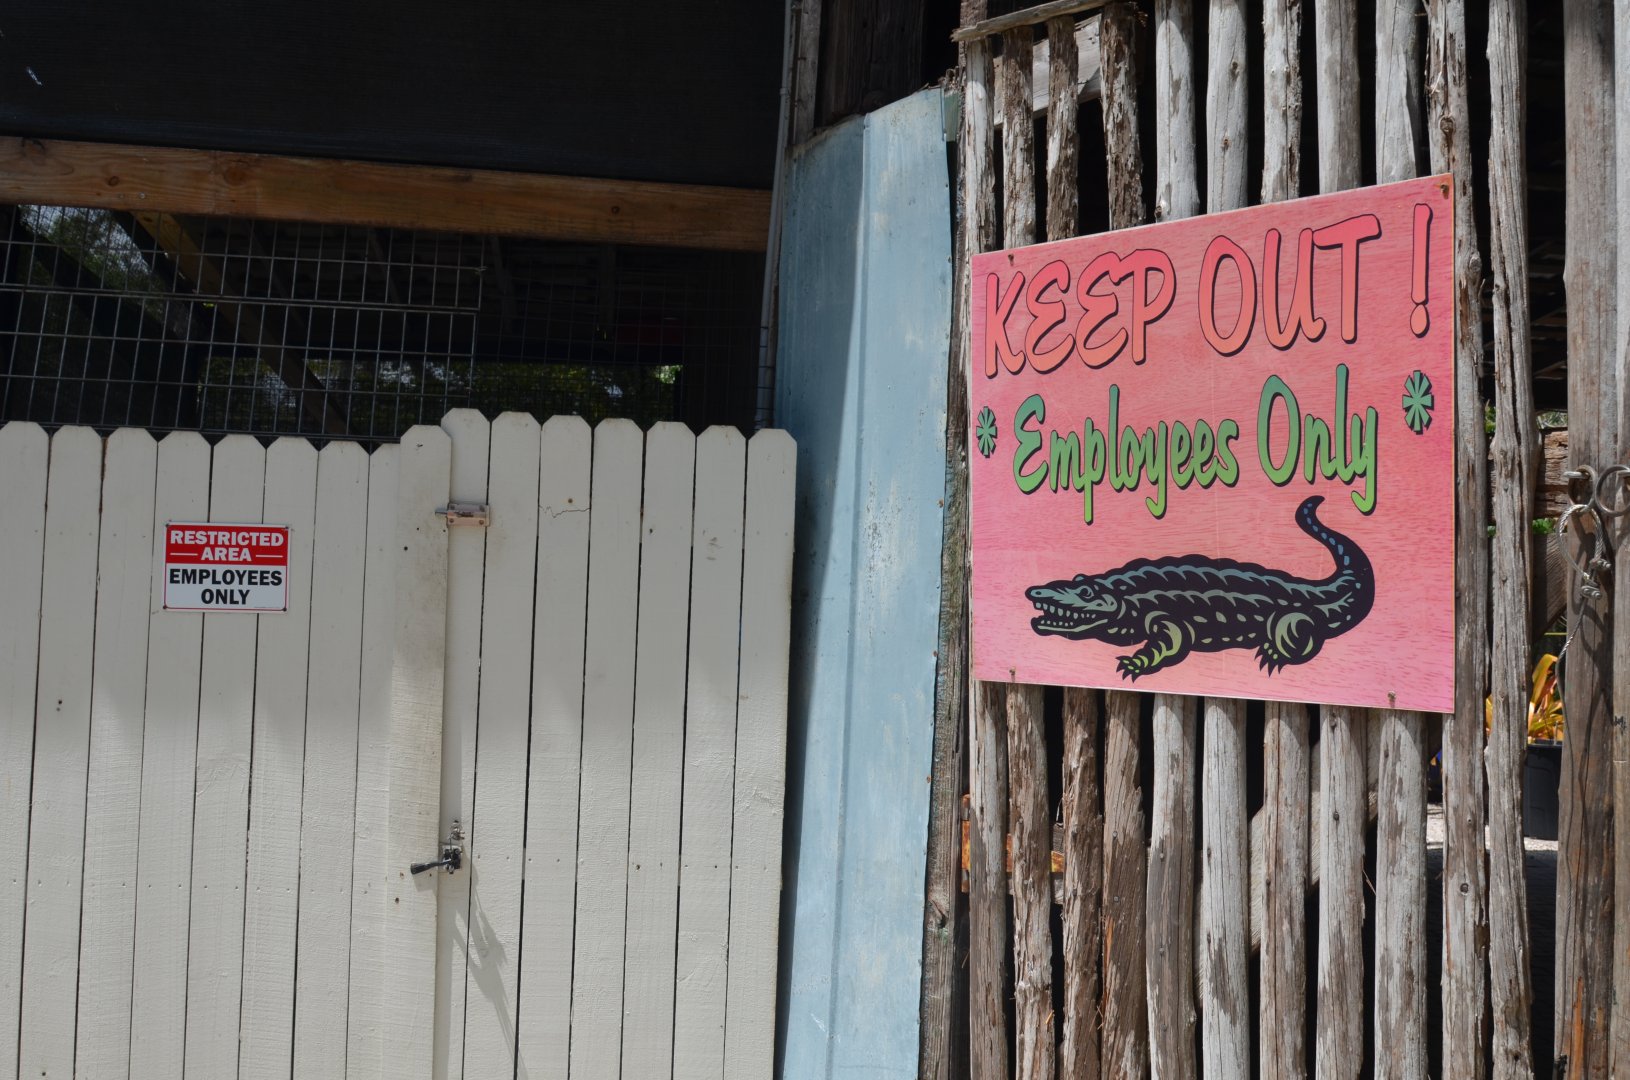 RESTRICTED
AREA
EMPLOYEES
ONLY
KEEP OUT!
* Employees Only *